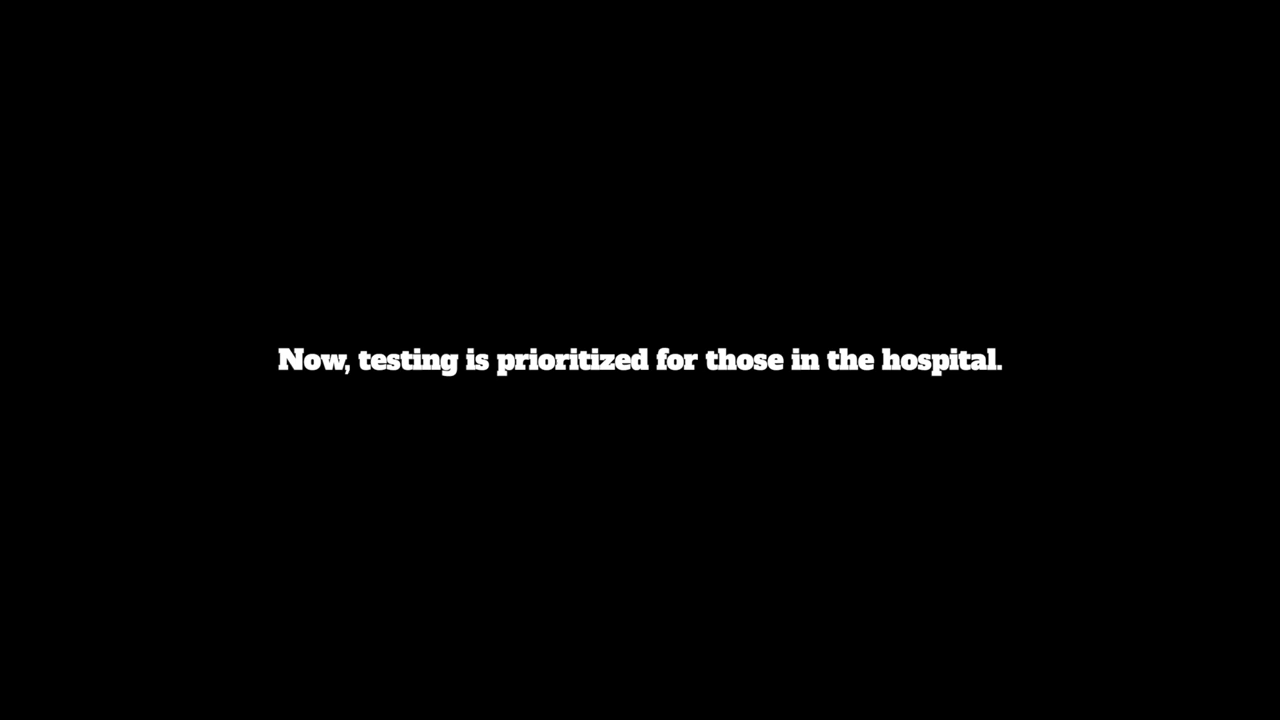 Now, testing is prioritized for those in the hospital.